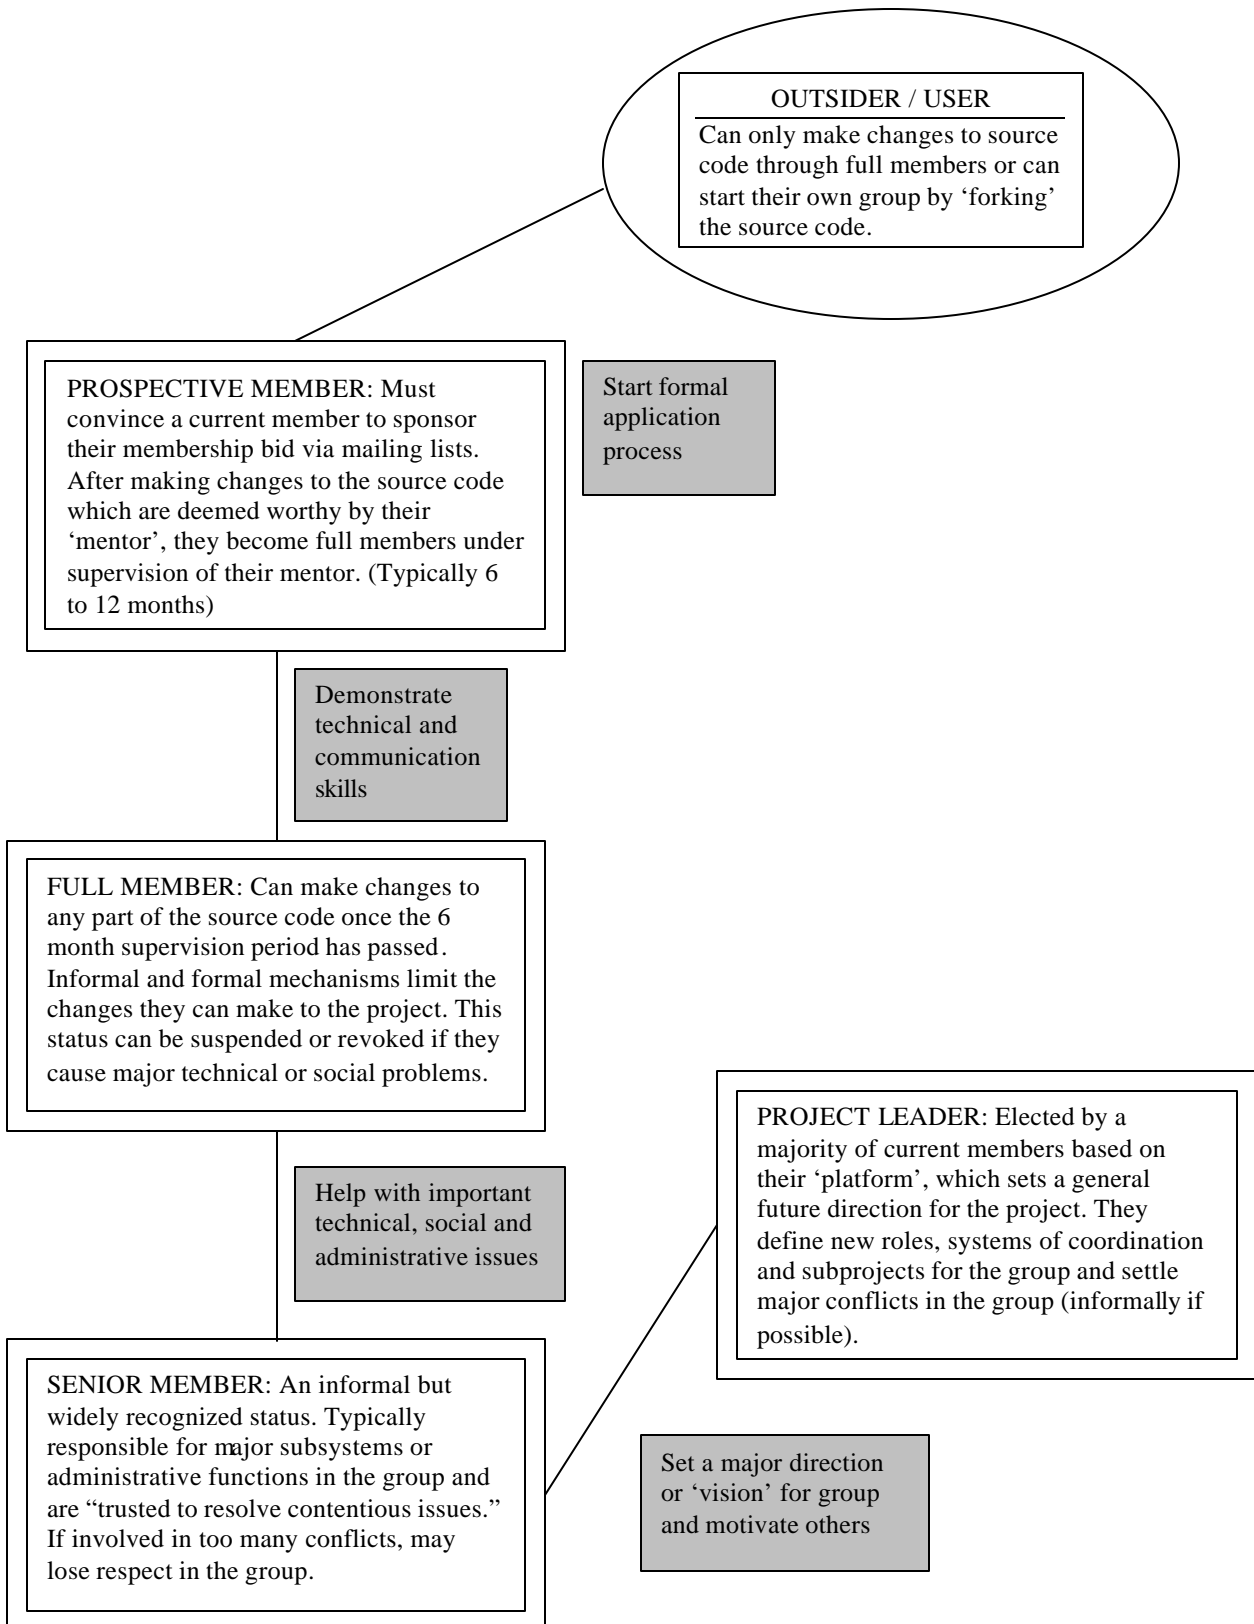 OUTSIDER / USER
Can only make changes to source
code through full members or can
start their own group by ‘forking’
the source code.
PROSPECTIVE MEMBER: Must
convince a current member to sponsor
their membership bid via mailing lists.
After making changes to the source code
which are deemed worthy by their
‘mentor’, they become full members under
supervision of their mentor. (Typically 6
to 12 months)
Start formal
application
process
Demonstrate
technical and
communication
skills
FULL MEMBER: Can make changes to
any part of the source code once the 6
month supervision period has passed.
Informal and formal mechanisms limit the
changes they can make to the project. This
status can be suspended or revoked if they
cause major technical or social problems.
Help with important
technical, social and
administrative issues
PROJECT LEADER: Elected by a
majority of current members based on
their ‘platform’, which sets a general
future direction for the project. They
define new roles, systems of coordination
and subprojects for the group and settle
major conflicts in the group (informally if
possible).
SENIOR MEMBER: An informal but
widely recognized status. Typically
responsible for major subsystems or
administrative functions in the group and
are “trusted to resolve contentious issues.”
If involved in too many conflicts, may
lose respect in the group.
Set a major direction
or ‘vision’ for group
and motivate others